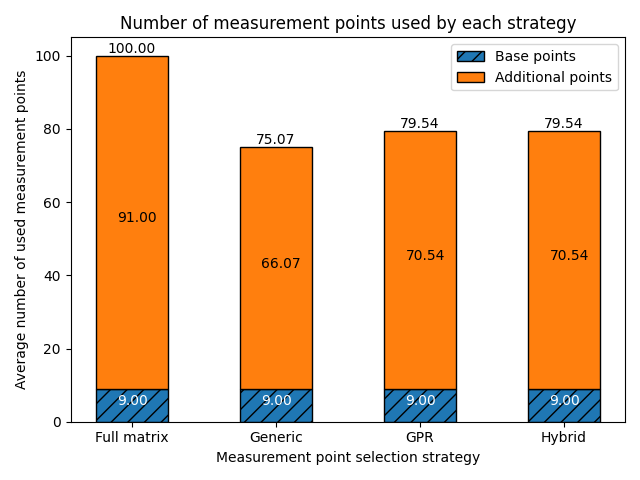 Number of measurement points used by each strategy
Base points
Additional points
Average number of used measurement points
100
80
60
40
20
0
100.00
75.07
79.54
79.54
91.00
66.07
70.54
70.54
9.00
9.00
9.00
9.00
Full matrix
Generic
GPR
Hybrid
Measurement point selection strategy